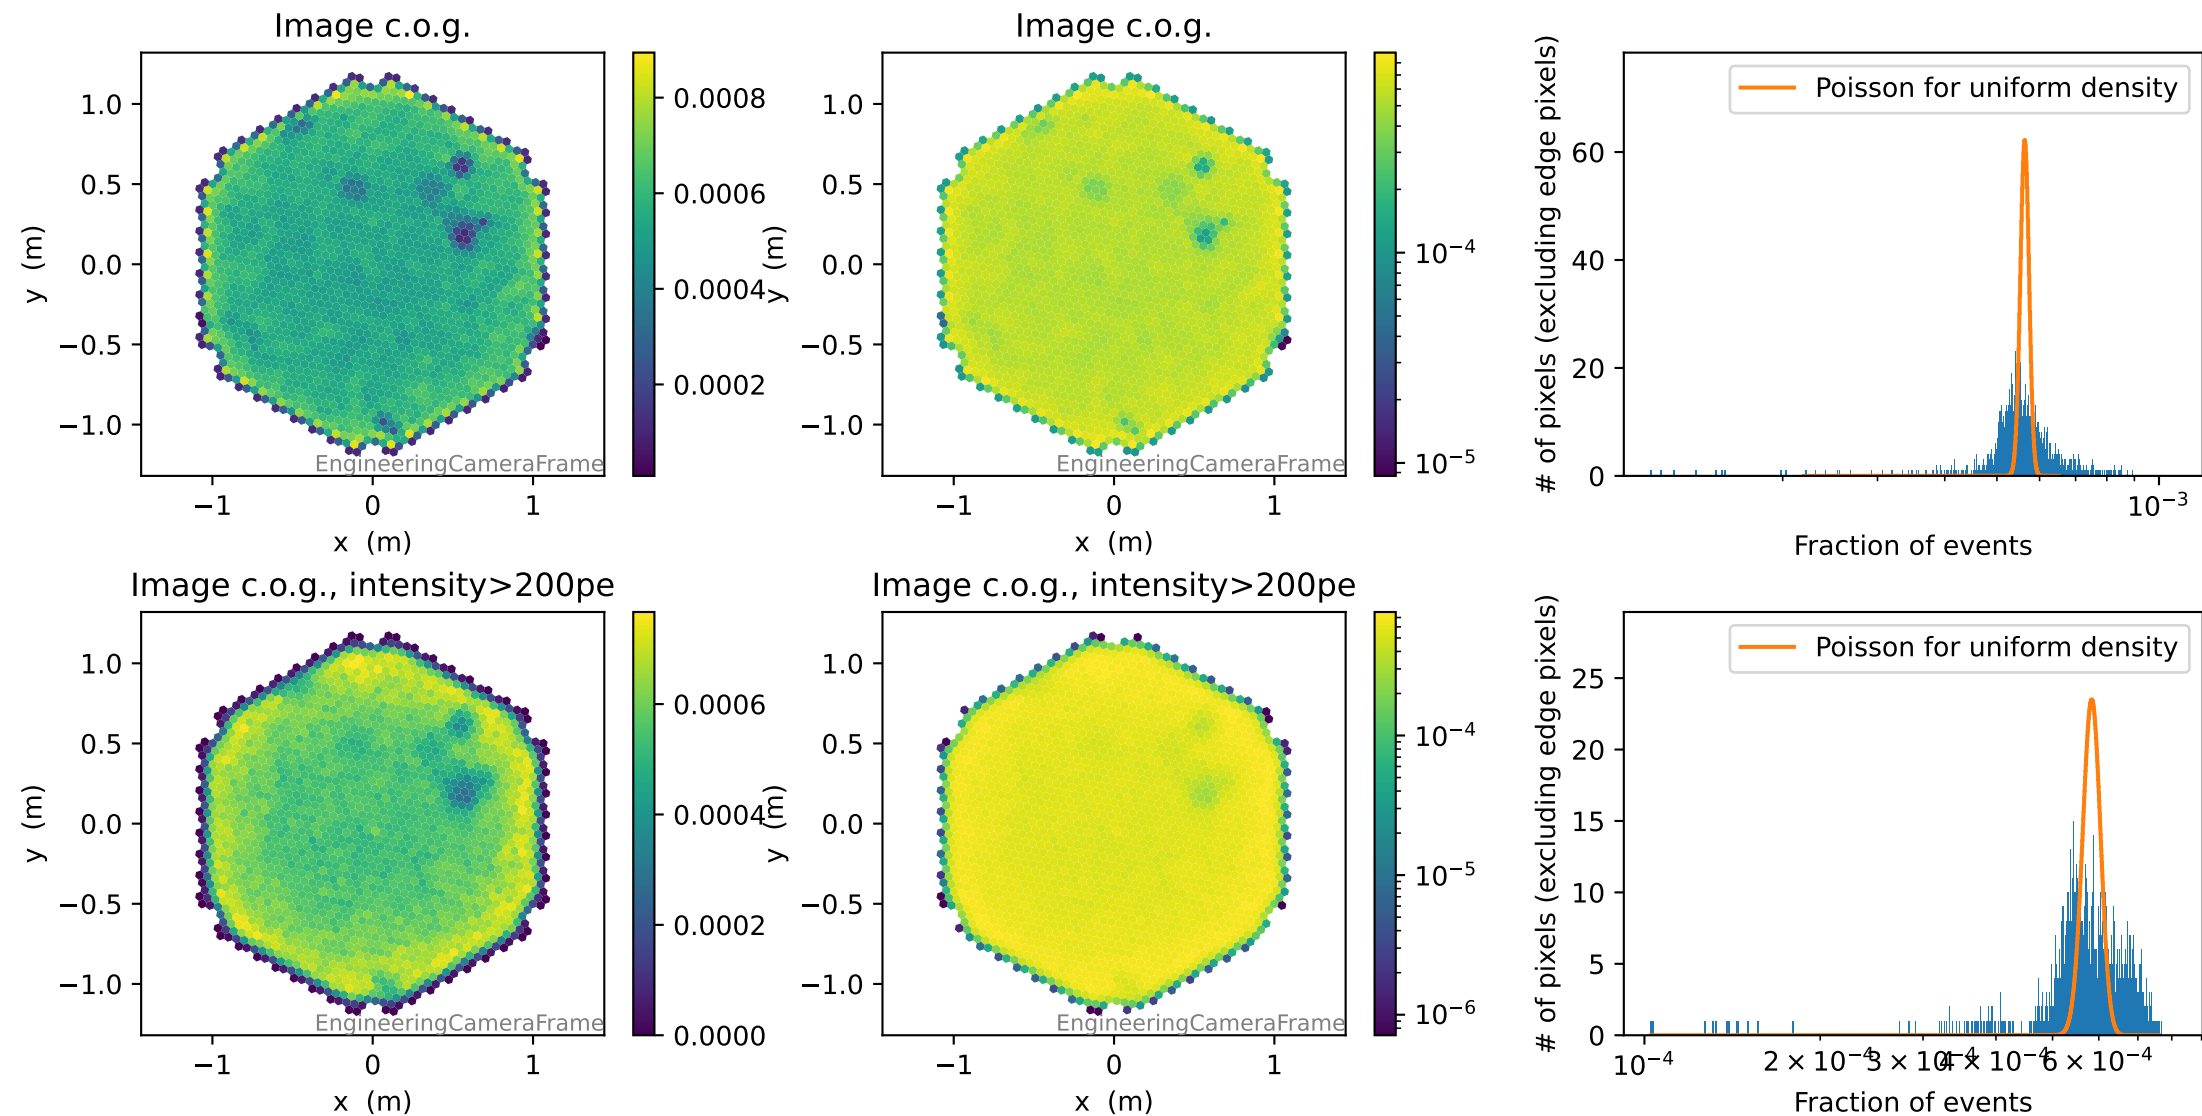 Image c.o.g.
1.0
0.5
0.0
−0.5
−1.0
y (m)
−1 0 1
x (m)
EngineeringCameraFrame
0.0008
0.0006
0.0004
0.0002
Image c.o.g.
1.0
0.5
0.0
−0.5
−1.0
y (m)
−1 0 1
x (m)
EngineeringCameraFrame
10⁻⁴
10⁻⁵
# of pixels (excluding edge pixels)
60
40
20
0
Poisson for uniform density
10⁻³
Fraction of events
Image c.o.g., intensity>200pe
1.0
0.5
0.0
−0.5
−1.0
y (m)
−1 0 1
x (m)
EngineeringCameraFrame
0.0006
0.0004
0.0002
0.0000
Image c.o.g., intensity>200pe
1.0
0.5
0.0
−0.5
−1.0
y (m)
−1 0 1
x (m)
EngineeringCameraFrame
10⁻⁴
10⁻⁵
10⁻⁶
# of pixels (excluding edge pixels)
25
20
15
10
5
0
Poisson for uniform density
10⁻⁴ 2 × 10⁻⁴ 3 × 10⁻⁴ 4 × 10⁻⁴ 6 × 10⁻⁴
Fraction of events